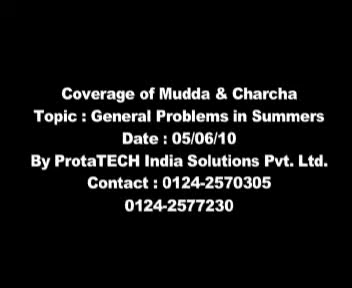 Coverage of Mudda & Charcha
Topic : General Problems in Summers
Date : 05/06/10
By ProtaTECH India Solutions Pvt. Ltd.
Contact : 0124-2570305
0124-2577230